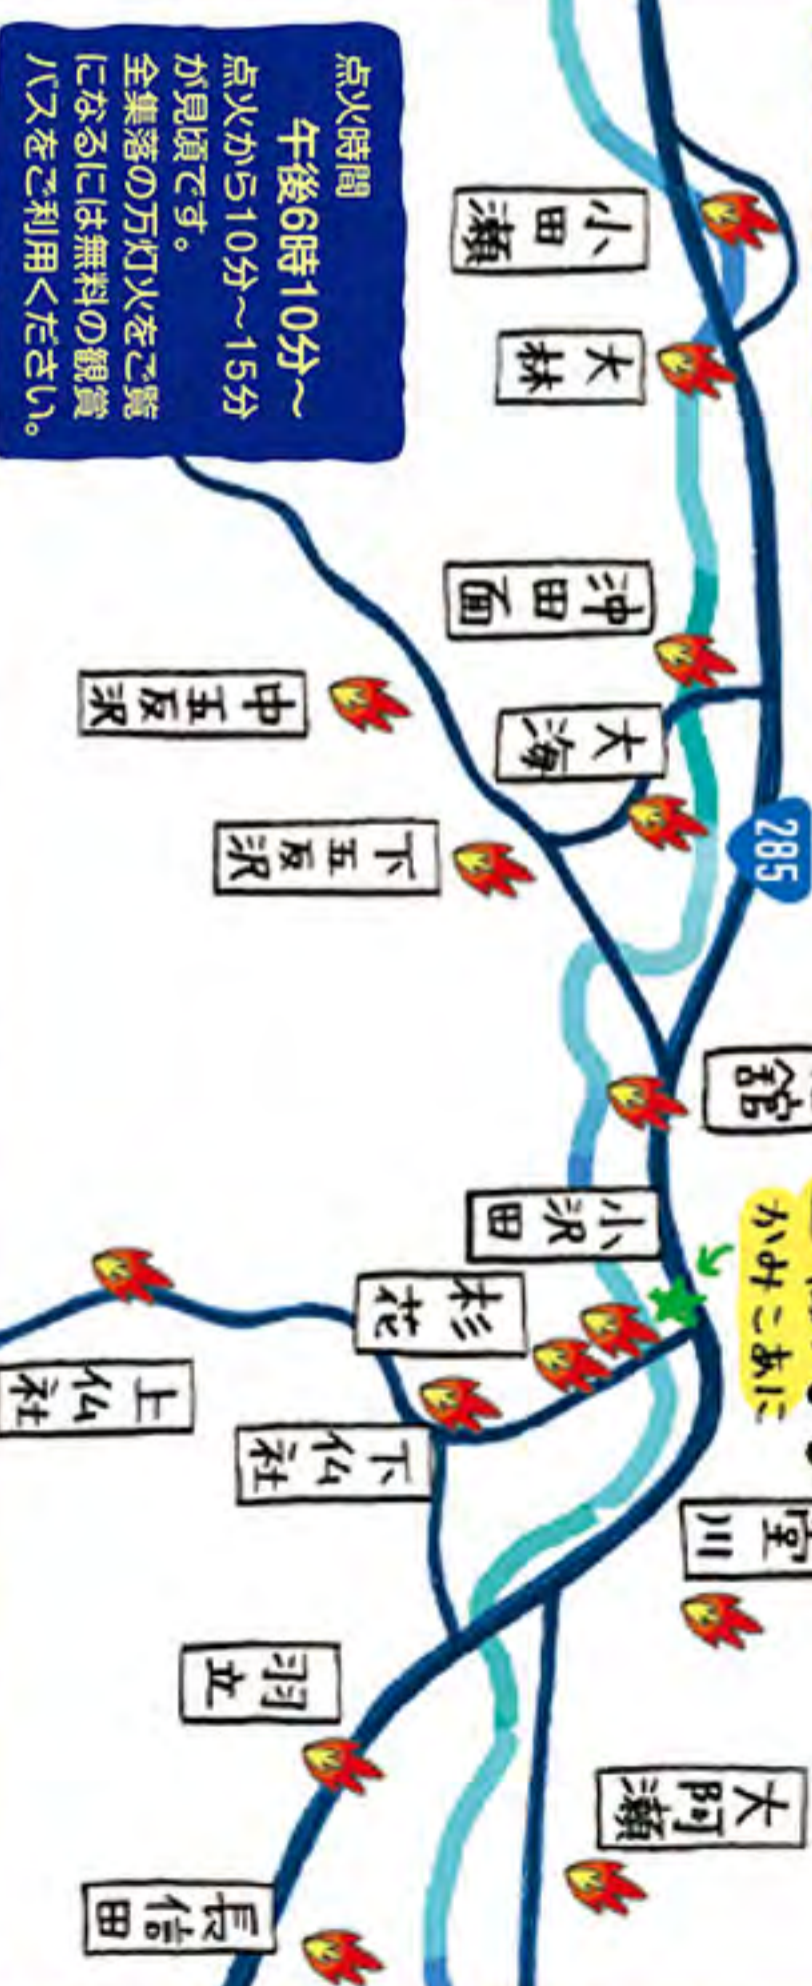 点火時間
午後6時10分～
点火から10分～15分
が見頃です。
全集落の万灯火をご覧
になるには無料の観賞
バスをご利用ください。
小田瀬
大林
沖田面
中五反沢
大海
下五反沢
285
館
小沢田
かみこあに
杉花
上仏社
下仏社
堂川
羽立
大阿瀬
長信田